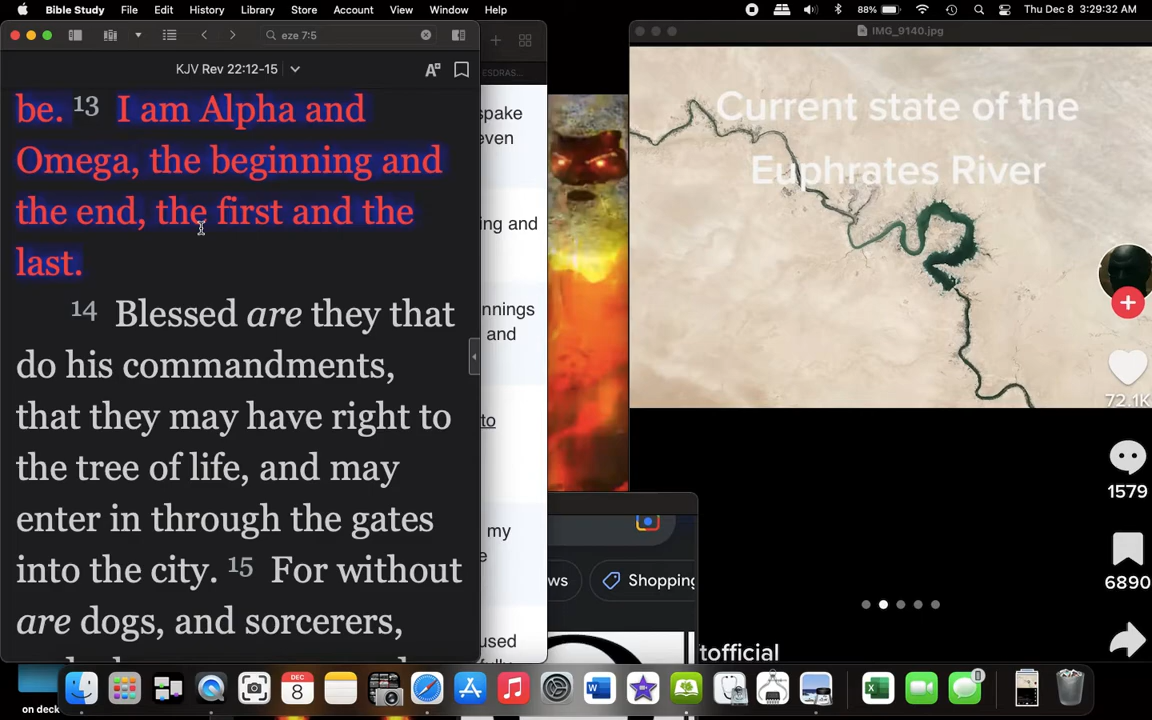 Bible Study File Edit History Library Store Account View Window Help
88% Thu Dec 8 3:29:32 AM
eze 7:5
IMG_9140.jpg
KJV Rev 22:12-15
ESDRAS...
be. 13 I am Alpha and
Omega, the beginning and
the end, the first and the
last.
14 Blessed are they that
do his commandments,
that they may have right to
the tree of life, and may
enter in through the gates
into the city. 15 For without
are dogs, and sorcerers,
spake
even
ing and
nnings
and
to
my
e
used
Current state of the
Euphrates River
72.1K
1579
6890
ws
Shopping
tofficial
DEC
8
on deck